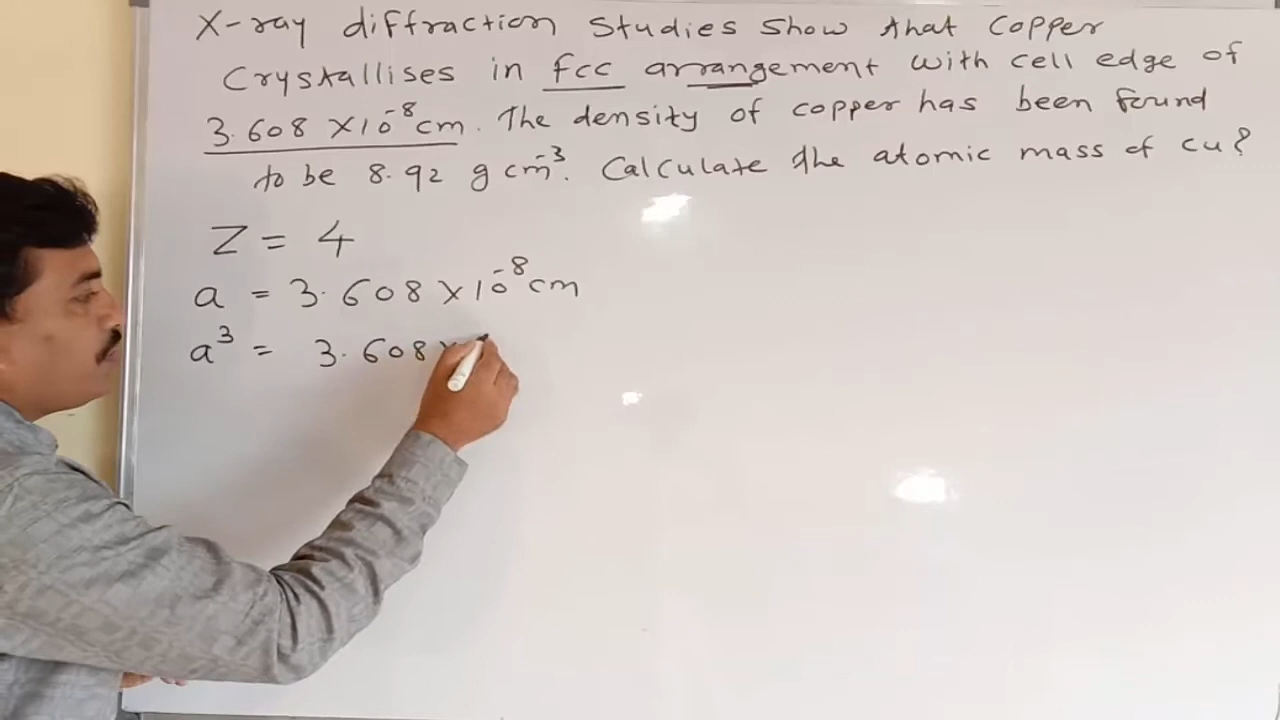 X-ray diffraction studies show that copper
crystallises in fcc arrangement with cell edge of
3.608 × 10⁻⁸ cm. The density of copper has been found
to be 8.92 g cm⁻³. Calculate the atomic mass of cu?
Z = 4
a = 3.608 × 10⁻⁸ cm
a³ = 3.608 ×